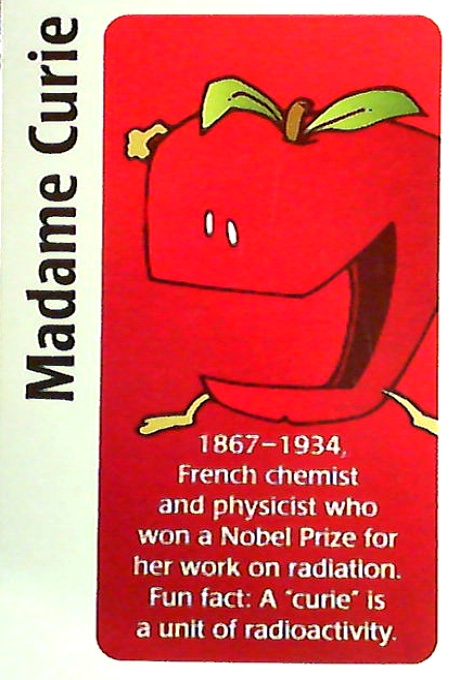 Madame Curie
1867–1934,
French chemist
and physicist who
won a Nobel Prize for
her work on radiation.
Fun fact: A "curie" is
a unit of radioactivity.